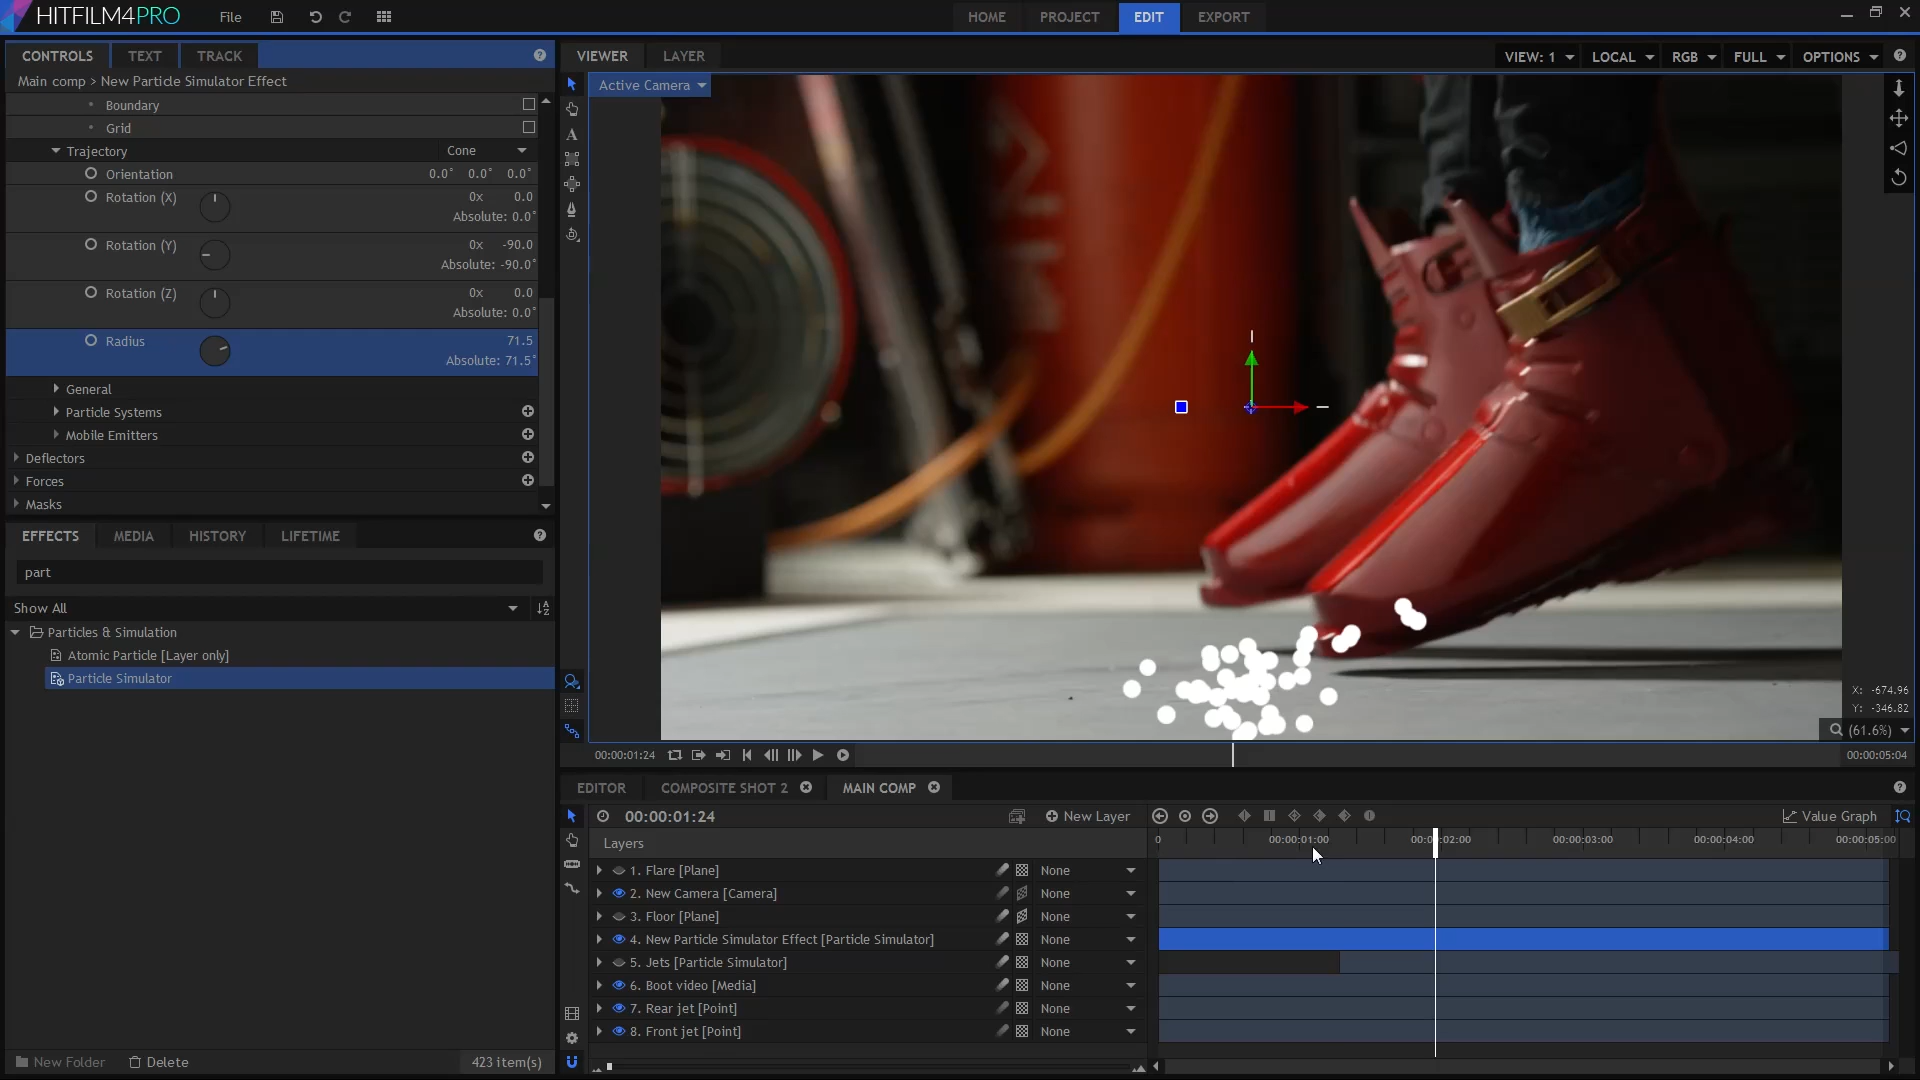 HITFILM4PRO
File
HOME PROJECT EDIT EXPORT
CONTROLS TEXT TRACK
Main comp > New Particle Simulator Effect
Boundary
Grid
Trajectory Cone
Orientation 0.0° 0.0° 0.0°
Rotation (X) 0x 0.0
Absolute: 0.0°
Rotation (Y) 0x -90.0
Absolute: -90.0°
Rotation (Z) 0x 0.0
Absolute: 0.0°
Radius 71.5
Absolute: 71.5°
General
Particle Systems
Mobile Emitters
Deflectors
Forces
Masks
EFFECTS MEDIA HISTORY LIFETIME
part
Show All
Particles & Simulation
Atomic Particle [Layer only]
Particle Simulator
New Folder Delete 423 item(s)
VIEWER LAYER
VIEW: 1 LOCAL RGB FULL OPTIONS
Active Camera
X: -674.96
Y: -346.82
(61.6%)
00:00:01:24 00:00:05:04
EDITOR COMPOSITE SHOT 2 MAIN COMP
00:00:01:24 New Layer Value Graph
Layers 0 00:00:01:00 00:00:02:00 00:00:03:00 00:00:04:00 00:00:05:00
1. Flare [Plane] None
2. New Camera [Camera] None
3. Floor [Plane] None
4. New Particle Simulator Effect [Particle Simulator] None
5. Jets [Particle Simulator] None
6. Boot video [Media] None
7. Rear jet [Point] None
8. Front jet [Point] None